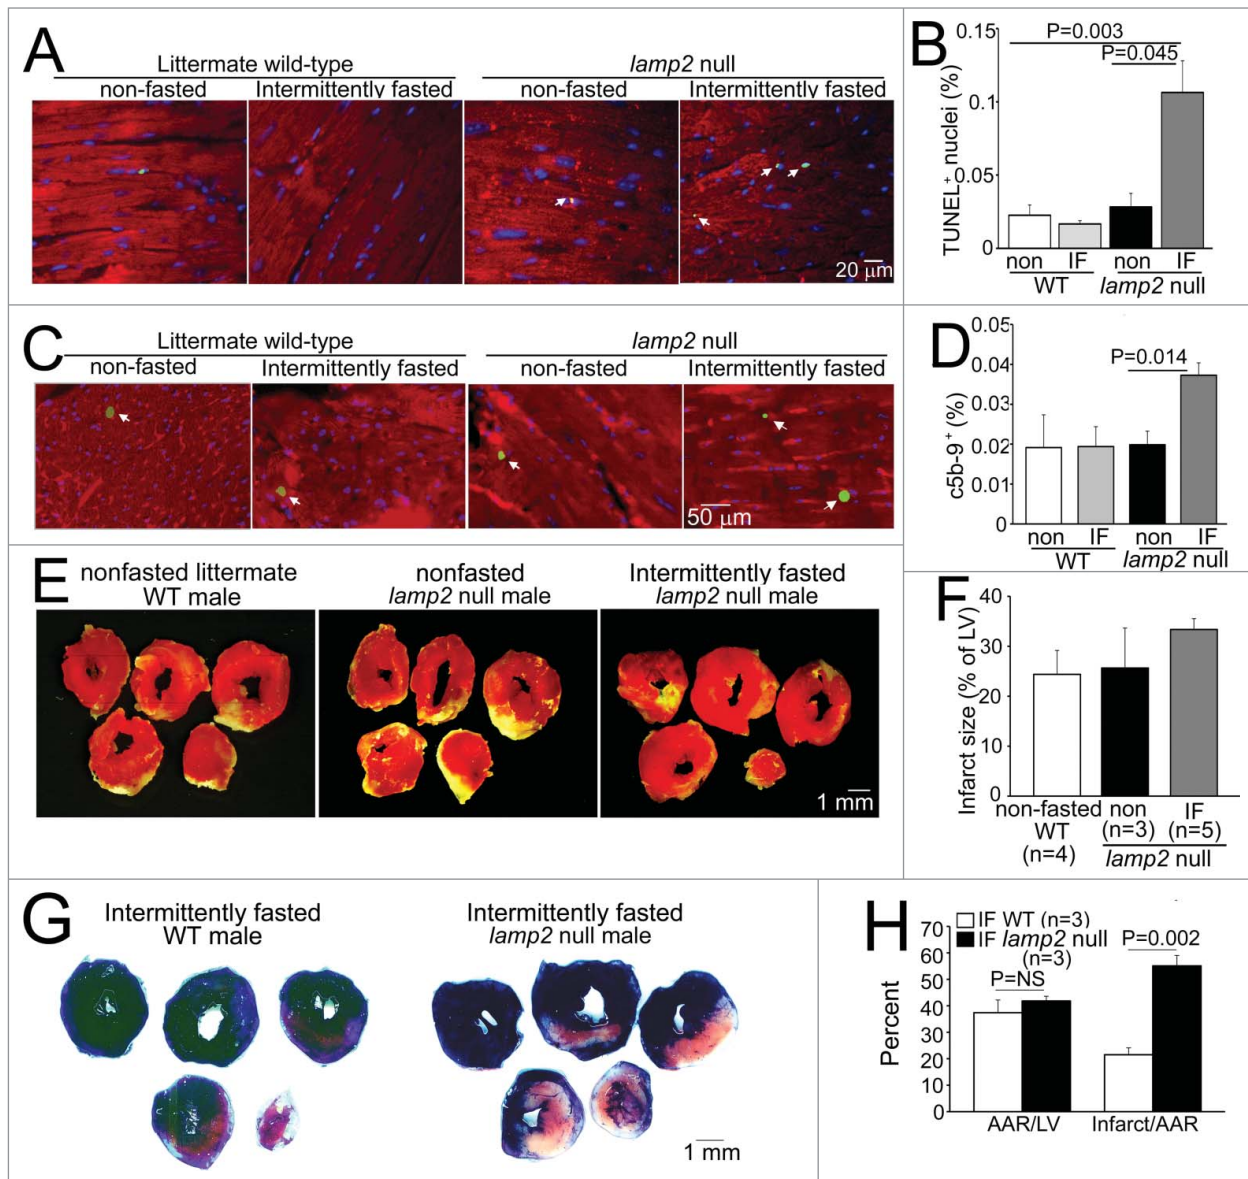 A
Littermate wild-type
lamp2 null
non-fasted
Intermittently fasted
non-fasted
Intermittently fasted
20 μm
B
TUNEL+ nuclei (%)
0.15
0.1
0.05
0
P=0.003
P=0.045
non IF non IF
WT lamp2 null
C
Littermate wild-type
lamp2 null
non-fasted
Intermittently fasted
non-fasted
Intermittently fasted
50 μm
D
c5b-9+ (%)
0.05
0.04
0.03
0.02
0.01
0
P=0.014
non IF non IF
WT lamp2 null
E
nonfasted littermate
WT male
nonfasted
lamp2 null male
Intermittently fasted
lamp2 null male
1 mm
F
Infarct size (% of LV)
40
30
20
10
0
non-fasted
WT
(n=4)
non
(n=3)
IF
(n=5)
lamp2 null
G
Intermittently fasted
WT male
Intermittently fasted
lamp2 null male
1 mm
H
IF WT (n=3)
IF lamp2 null
(n=3)
Percent
70
60
50
40
30
20
10
0
P=NS
P=0.002
AAR/LV
Infarct/AAR